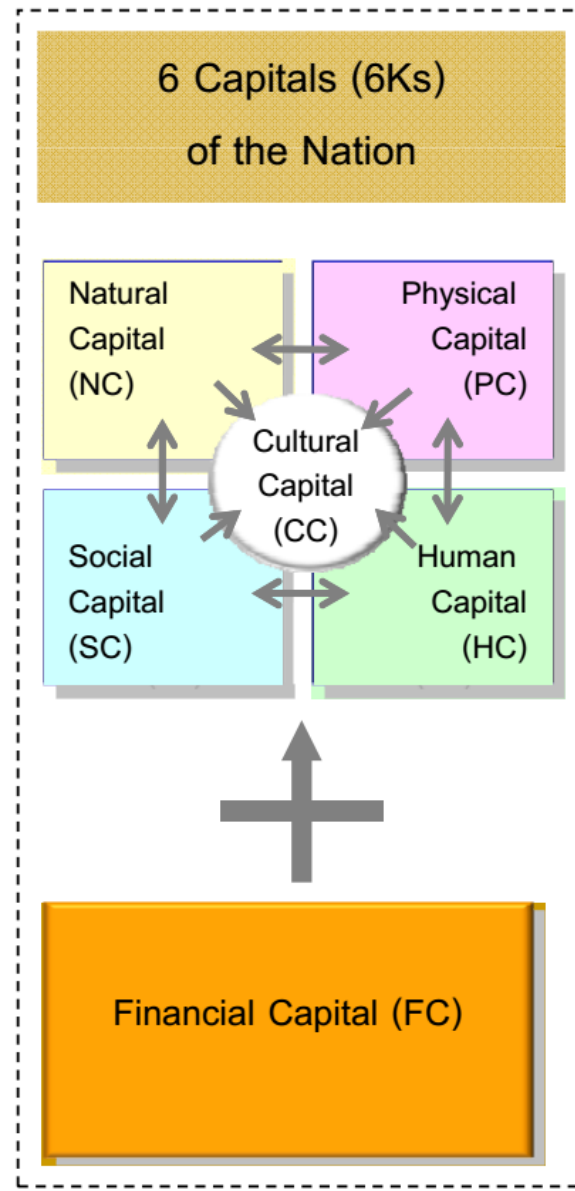 6 Capitals (6Ks)
of the Nation
Natural
Capital
(NC)
Physical
Capital
(PC)
Cultural
Capital
(CC)
Social
Capital
(SC)
Human
Capital
(HC)
Financial Capital (FC)